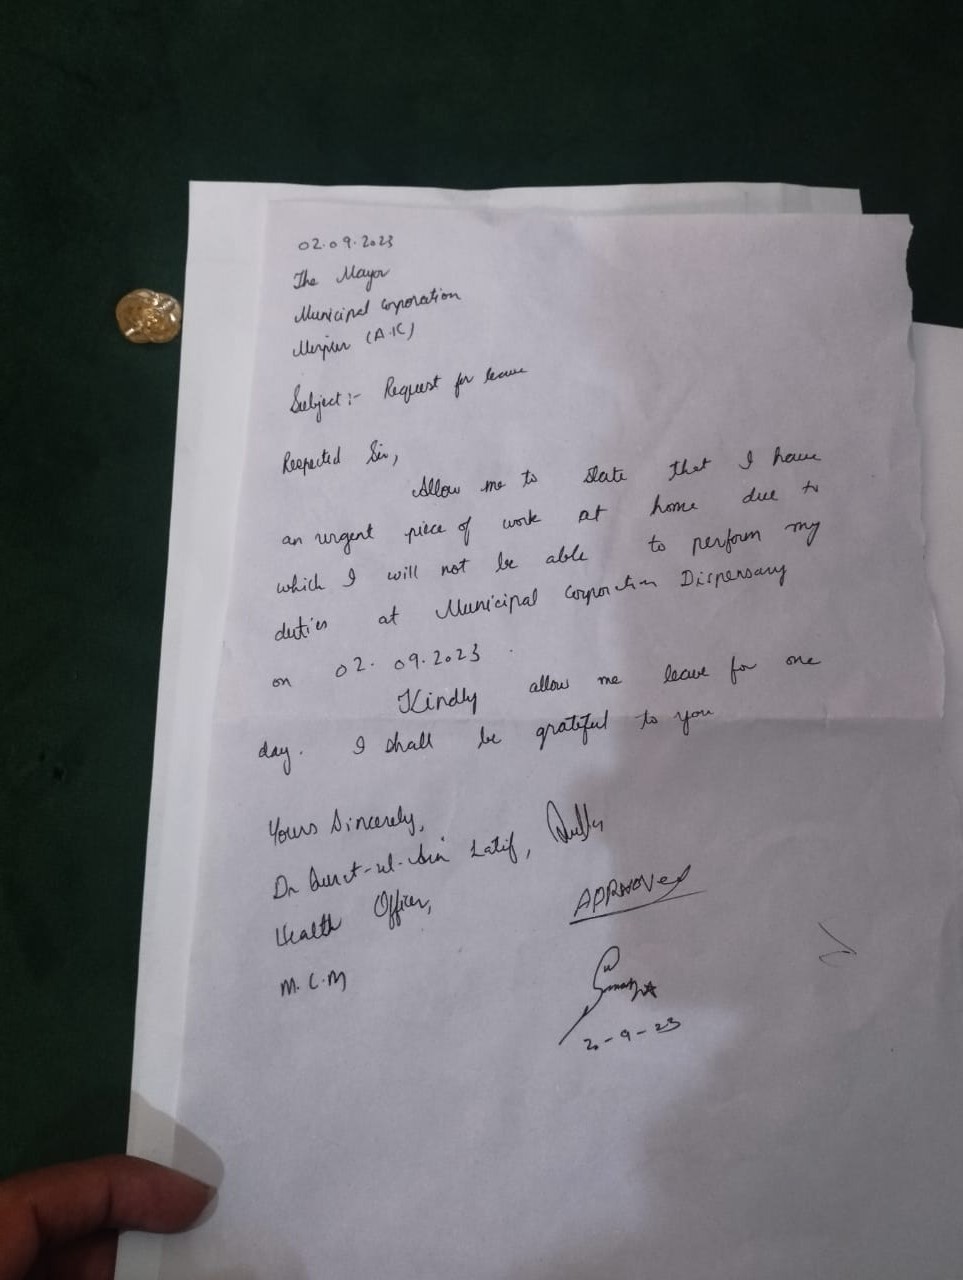 02.09.2023
The Mayor
Municipal Corporation
Mirpur (A.K)
Subject:- Request for leave
Respected Sir,
Allow me to state that I have
an urgent piece of work at home due to
which I will not be able to perform my
duties at Municipal Corporation Dispensary
on 02.09.2023.
Kindly allow me leave for one
day. I shall be grateful to you
Yours Sincerely,
Dr Qurat-ul-Ain Latif,
Health Officer,
M.C.M
APPROVED
2-9-23